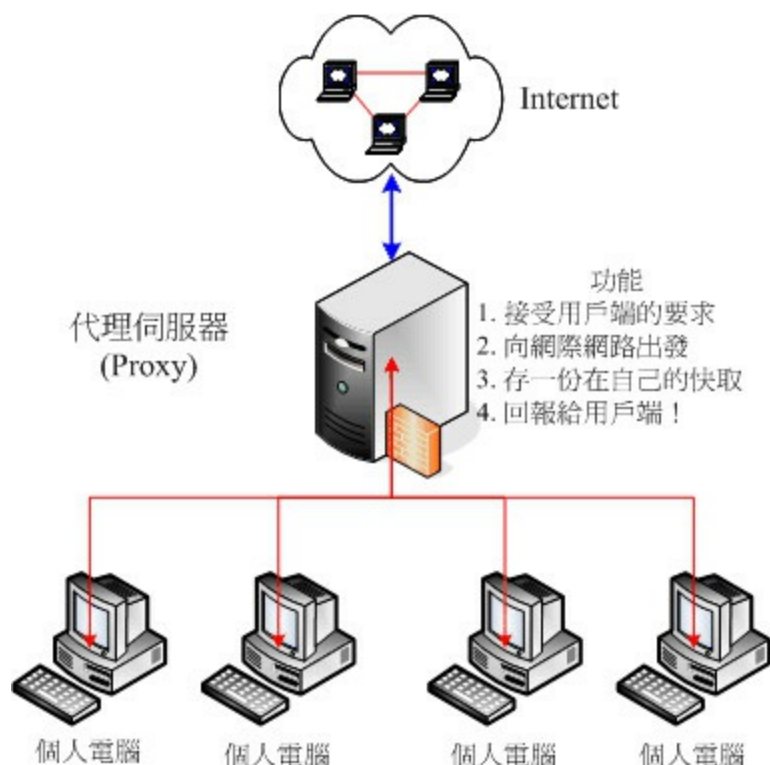 Internet
代理伺服器
(Proxy)
功能
1. 接受用戶端的要求
2. 向網際網路出發
3. 存一份在自己的快取
4. 回報給用戶端！
個人電腦
個人電腦
個人電腦
個人電腦